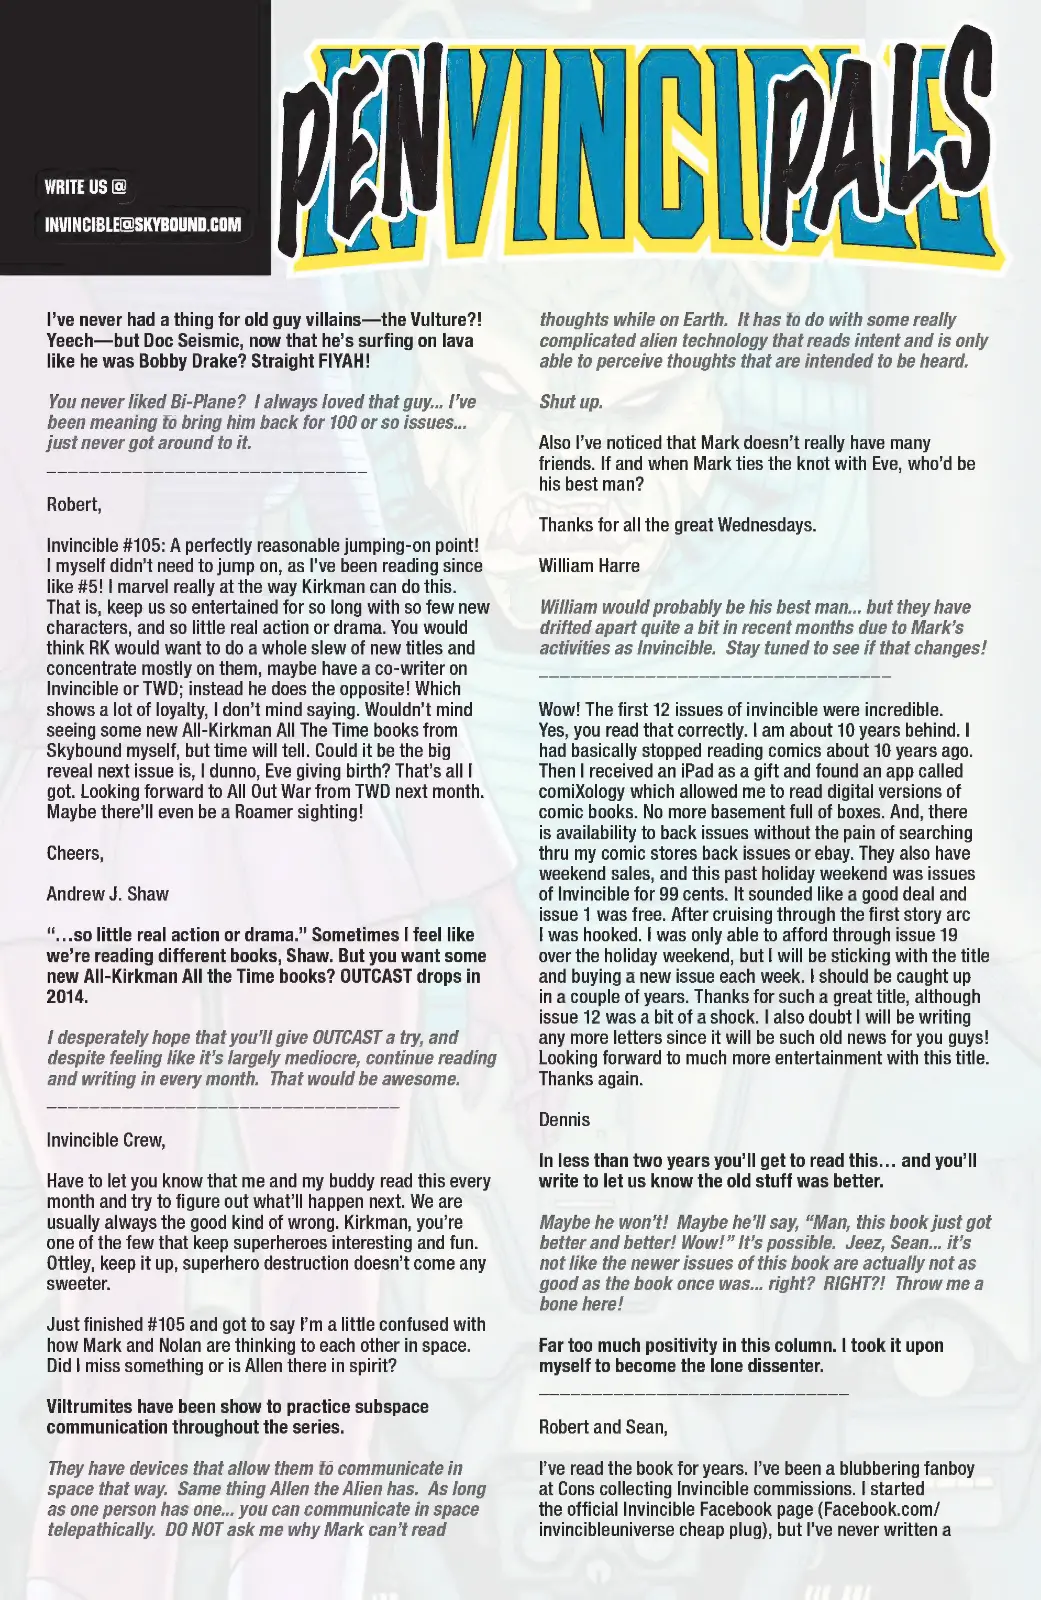 PENVINCIPALS
WRITE US @
INVINCIBLE@SKYBOUND.COM
I've never had a thing for old guy villains—the Vulture?!
Yeech—but Doc Seismic, now that he's surfing on lava
like he was Bobby Drake? Straight FIYAH!
You never liked Bi-Plane?  I always loved that guy... I've
been meaning to bring him back for 100 or so issues...
just never got around to it.
_______________________________
Robert,
Invincible #105: A perfectly reasonable jumping-on point!
I myself didn't need to jump on, as I've been reading since
like #5! I marvel really at the way Kirkman can do this.
That is, keep us so entertained for so long with so few new
characters, and so little real action or drama. You would
think RK would want to do a whole slew of new titles and
concentrate mostly on them, maybe have a co-writer on
Invincible or TWD; instead he does the opposite! Which
shows a lot of loyalty, I don't mind saying. Wouldn't mind
seeing some new All-Kirkman All The Time books from
Skybound myself, but time will tell. Could it be the big
reveal next issue is, I dunno, Eve giving birth? That's all I
got. Looking forward to All Out War from TWD next month.
Maybe there'll even be a Roamer sighting!
Cheers,
Andrew J. Shaw
“…so little real action or drama.” Sometimes I feel like
we're reading different books, Shaw. But you want some
new All-Kirkman All the Time books? OUTCAST drops in
2014.
I desperately hope that you'll give OUTCAST a try, and
despite feeling like it's largely mediocre, continue reading
and writing in every month.  That would be awesome.
__________________________________
Invincible Crew,
Have to let you know that me and my buddy read this every
month and try to figure out what'll happen next. We are
usually always the good kind of wrong. Kirkman, you're
one of the few that keep superheroes interesting and fun.
Ottley, keep it up, superhero destruction doesn't come any
sweeter.
Just finished #105 and got to say I'm a little confused with
how Mark and Nolan are thinking to each other in space.
Did I miss something or is Allen there in spirit?
Viltrumites have been show to practice subspace
communication throughout the series.
They have devices that allow them to communicate in
space that way.  Same thing Allen the Alien has.  As long
as one person has one... you can communicate in space
telepathically.  DO NOT ask me why Mark can't read
thoughts while on Earth.  It has to do with some really
complicated alien technology that reads intent and is only
able to perceive thoughts that are intended to be heard.
Shut up.
Also I've noticed that Mark doesn't really have many
friends. If and when Mark ties the knot with Eve, who'd be
his best man?
Thanks for all the great Wednesdays.
William Harre
William would probably be his best man... but they have
drifted apart quite a bit in recent months due to Mark's
activities as Invincible.  Stay tuned to see if that changes!
__________________________________
Wow! The first 12 issues of invincible were incredible.
Yes, you read that correctly. I am about 10 years behind. I
had basically stopped reading comics about 10 years ago.
Then I received an iPad as a gift and found an app called
comiXology which allowed me to read digital versions of
comic books. No more basement full of boxes. And, there
is availability to back issues without the pain of searching
thru my comic stores back issues or ebay. They also have
weekend sales, and this past holiday weekend was issues
of Invincible for 99 cents. It sounded like a good deal and
issue 1 was free. After cruising through the first story arc
I was hooked. I was only able to afford through issue 19
over the holiday weekend, but I will be sticking with the title
and buying a new issue each week. I should be caught up
in a couple of years. Thanks for such a great title, although
issue 12 was a bit of a shock. I also doubt I will be writing
any more letters since it will be such old news for you guys!
Looking forward to much more entertainment with this title.
Thanks again.
Dennis
In less than two years you'll get to read this… and you'll
write to let us know the old stuff was better.
Maybe he won't!  Maybe he'll say, “Man, this book just got
better and better! Wow!” It's possible.  Jeez, Sean... it's
not like the newer issues of this book are actually not as
good as the book once was... right?  RIGHT?!  Throw me a
bone here!
Far too much positivity in this column. I took it upon
myself to become the lone dissenter.
______________________________
Robert and Sean,
I've read the book for years. I've been a blubbering fanboy
at Cons collecting Invincible commissions. I started
the official Invincible Facebook page (Facebook.com/
invincibleuniverse cheap plug), but I've never written a